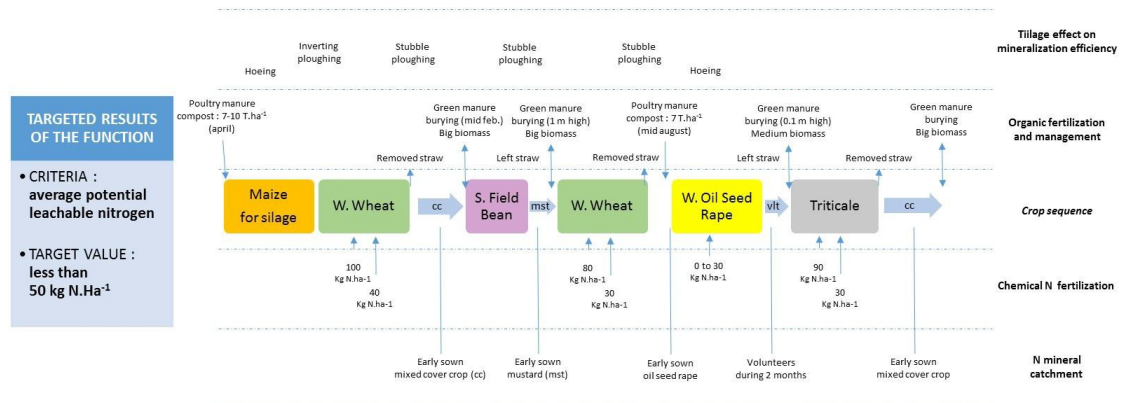 Tiilage effect on
mineralization efficiency
Inverting
ploughing
Stubble
ploughing
Stubble
ploughing
Stubble
ploughing
Hoeing
Hoeing
TARGETED RESULTS
OF THE FUNCTION
• CRITERIA :
average potential
leachable nitrogen
• TARGET VALUE :
less than
50 kg N.Ha-1
Poultry manure
compost : 7-10 T.ha-1
(april)
Green manure
burying (mid feb.)
Big biomass
Green manure
burying (1 m high)
Big biomass
Poultry manure
compost : 7 T.ha-1
(mid august)
Green manure
burying (0.1 m high)
Medium biomass
Green manure
burying
Big biomass
Organic fertilization
and management
Removed straw
Left straw
Removed straw
Left straw
Removed straw
Maize
for silage
W. Wheat
cc
S. Field
Bean
mst
W. Wheat
W. Oil Seed
Rape
vlt
Triticale
cc
Crop sequence
100
Kg N.ha-1
40
Kg N.ha-1
80
Kg N.ha-1
30
Kg N.ha-1
0 to 30
Kg N.ha-1
90
Kg N.ha-1
30
Kg N.ha-1
Chemical N fertilization
Early sown
mixed cover crop (cc)
Early sown
mustard (mst)
Early sown
oil seed rape
Volunteers
during 2 months
Early sown
mixed cover crop
N mineral
catchment